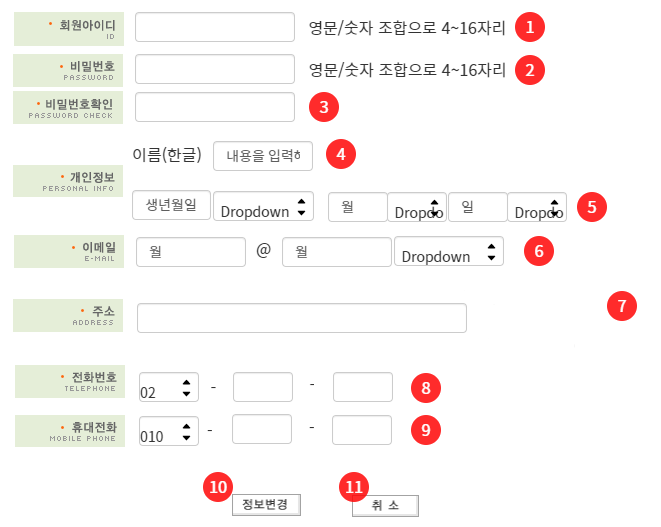 • 회원아이디 영문/숫자 조합으로 4~16자리 1
ID
• 비밀번호 영문/숫자 조합으로 4~16자리 2
PASSWORD
• 비밀번호확인 3
PASSWORD CHECK
이름(한글) 내용을 입력하 4
• 개인정보
PERSONAL INFO
생년월일 Dropdown 월 Dropdo 일 Dropdo 5
• 이메일 월 @ 월 Dropdown 6
E-MAIL
• 주소 7
ADDRESS
• 전화번호 02 - - 8
TELEPHONE
• 휴대전화 010 - - 9
MOBILE PHONE
10 11
정보변경 취 소